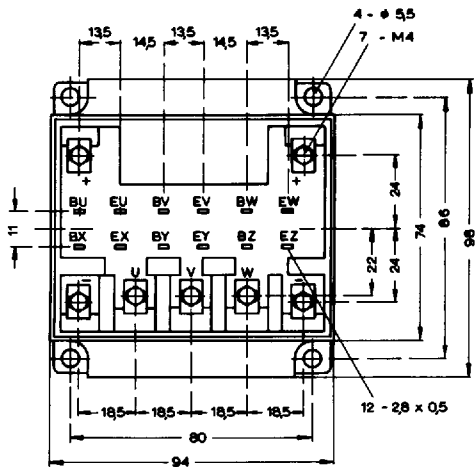 4 - ϕ 5,5
13,5 13,5 13,5 7 - M4
14,5 14,5
+ +
BU EU BV EV BW EW
11
BX EX BY EY BZ EZ
24
74
86
98
22
24
U V W
- -
12 - 2,8 x 0,5
18,5 18,5 18,5 18,5
80
94